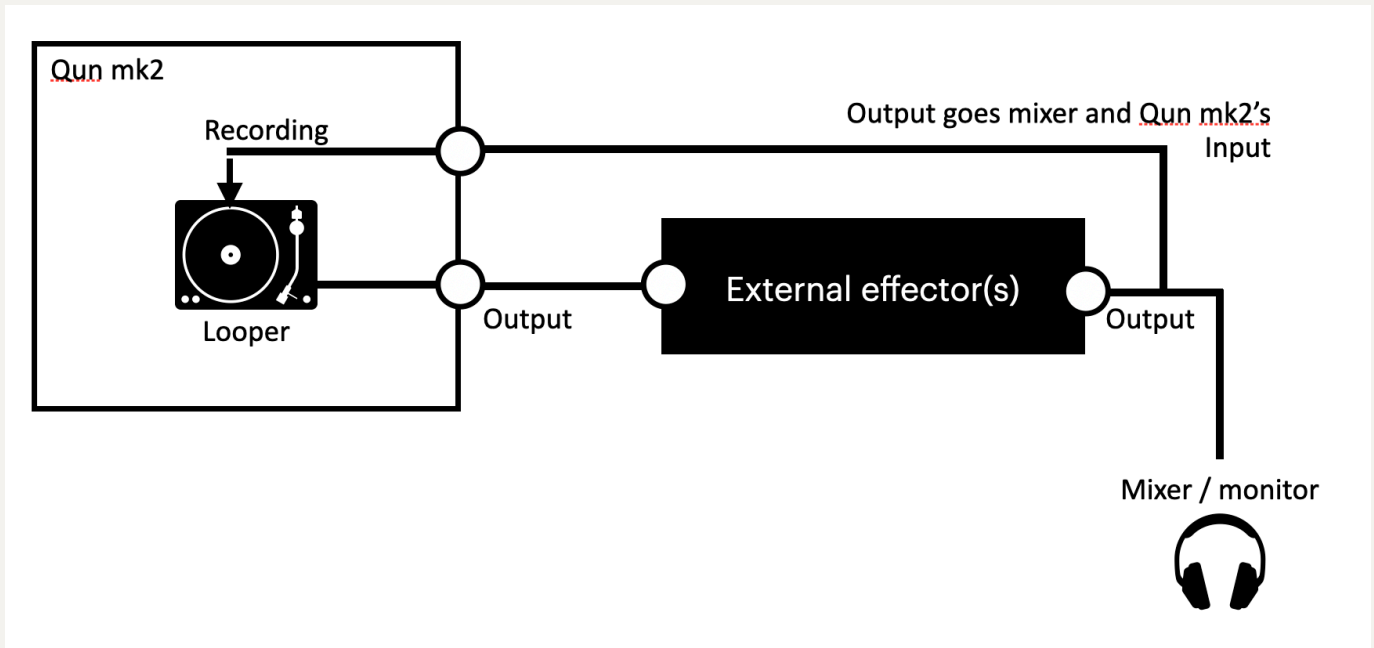 Qun mk2
Recording
Output goes mixer and Qun mk2's
Input
Looper
Output
External effector(s)
Output
Mixer / monitor